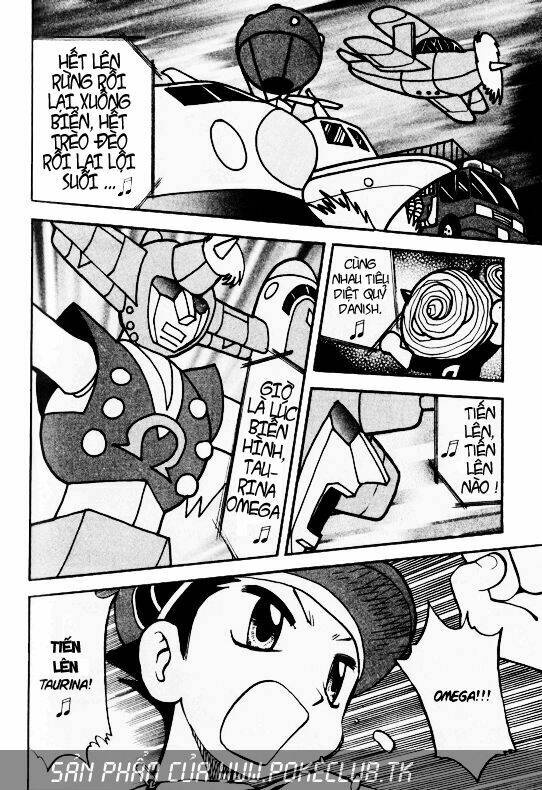 HẾT LÊN
RỪNG RỒI
LẠI XUỐNG
BIỂN, HẾT
TRÈO ĐÈO
RỒI LẠI LỘI
SUỐI ... ♫
CÙNG
NHAU TIÊU
DIỆT QUỶ
DANISH.
♫
GIỜ
LÀ LÚC
BIẾN
HÌNH,
TAU-
RINA
OMEGA
♫
TIẾN
LÊN,
TIẾN
LÊN
NÀO !
♫
OMEGA!!!
TIẾN
LÊN
TAURINA!
♫
SẢN PHẨM CỦA WWW.POKECLUB.TK